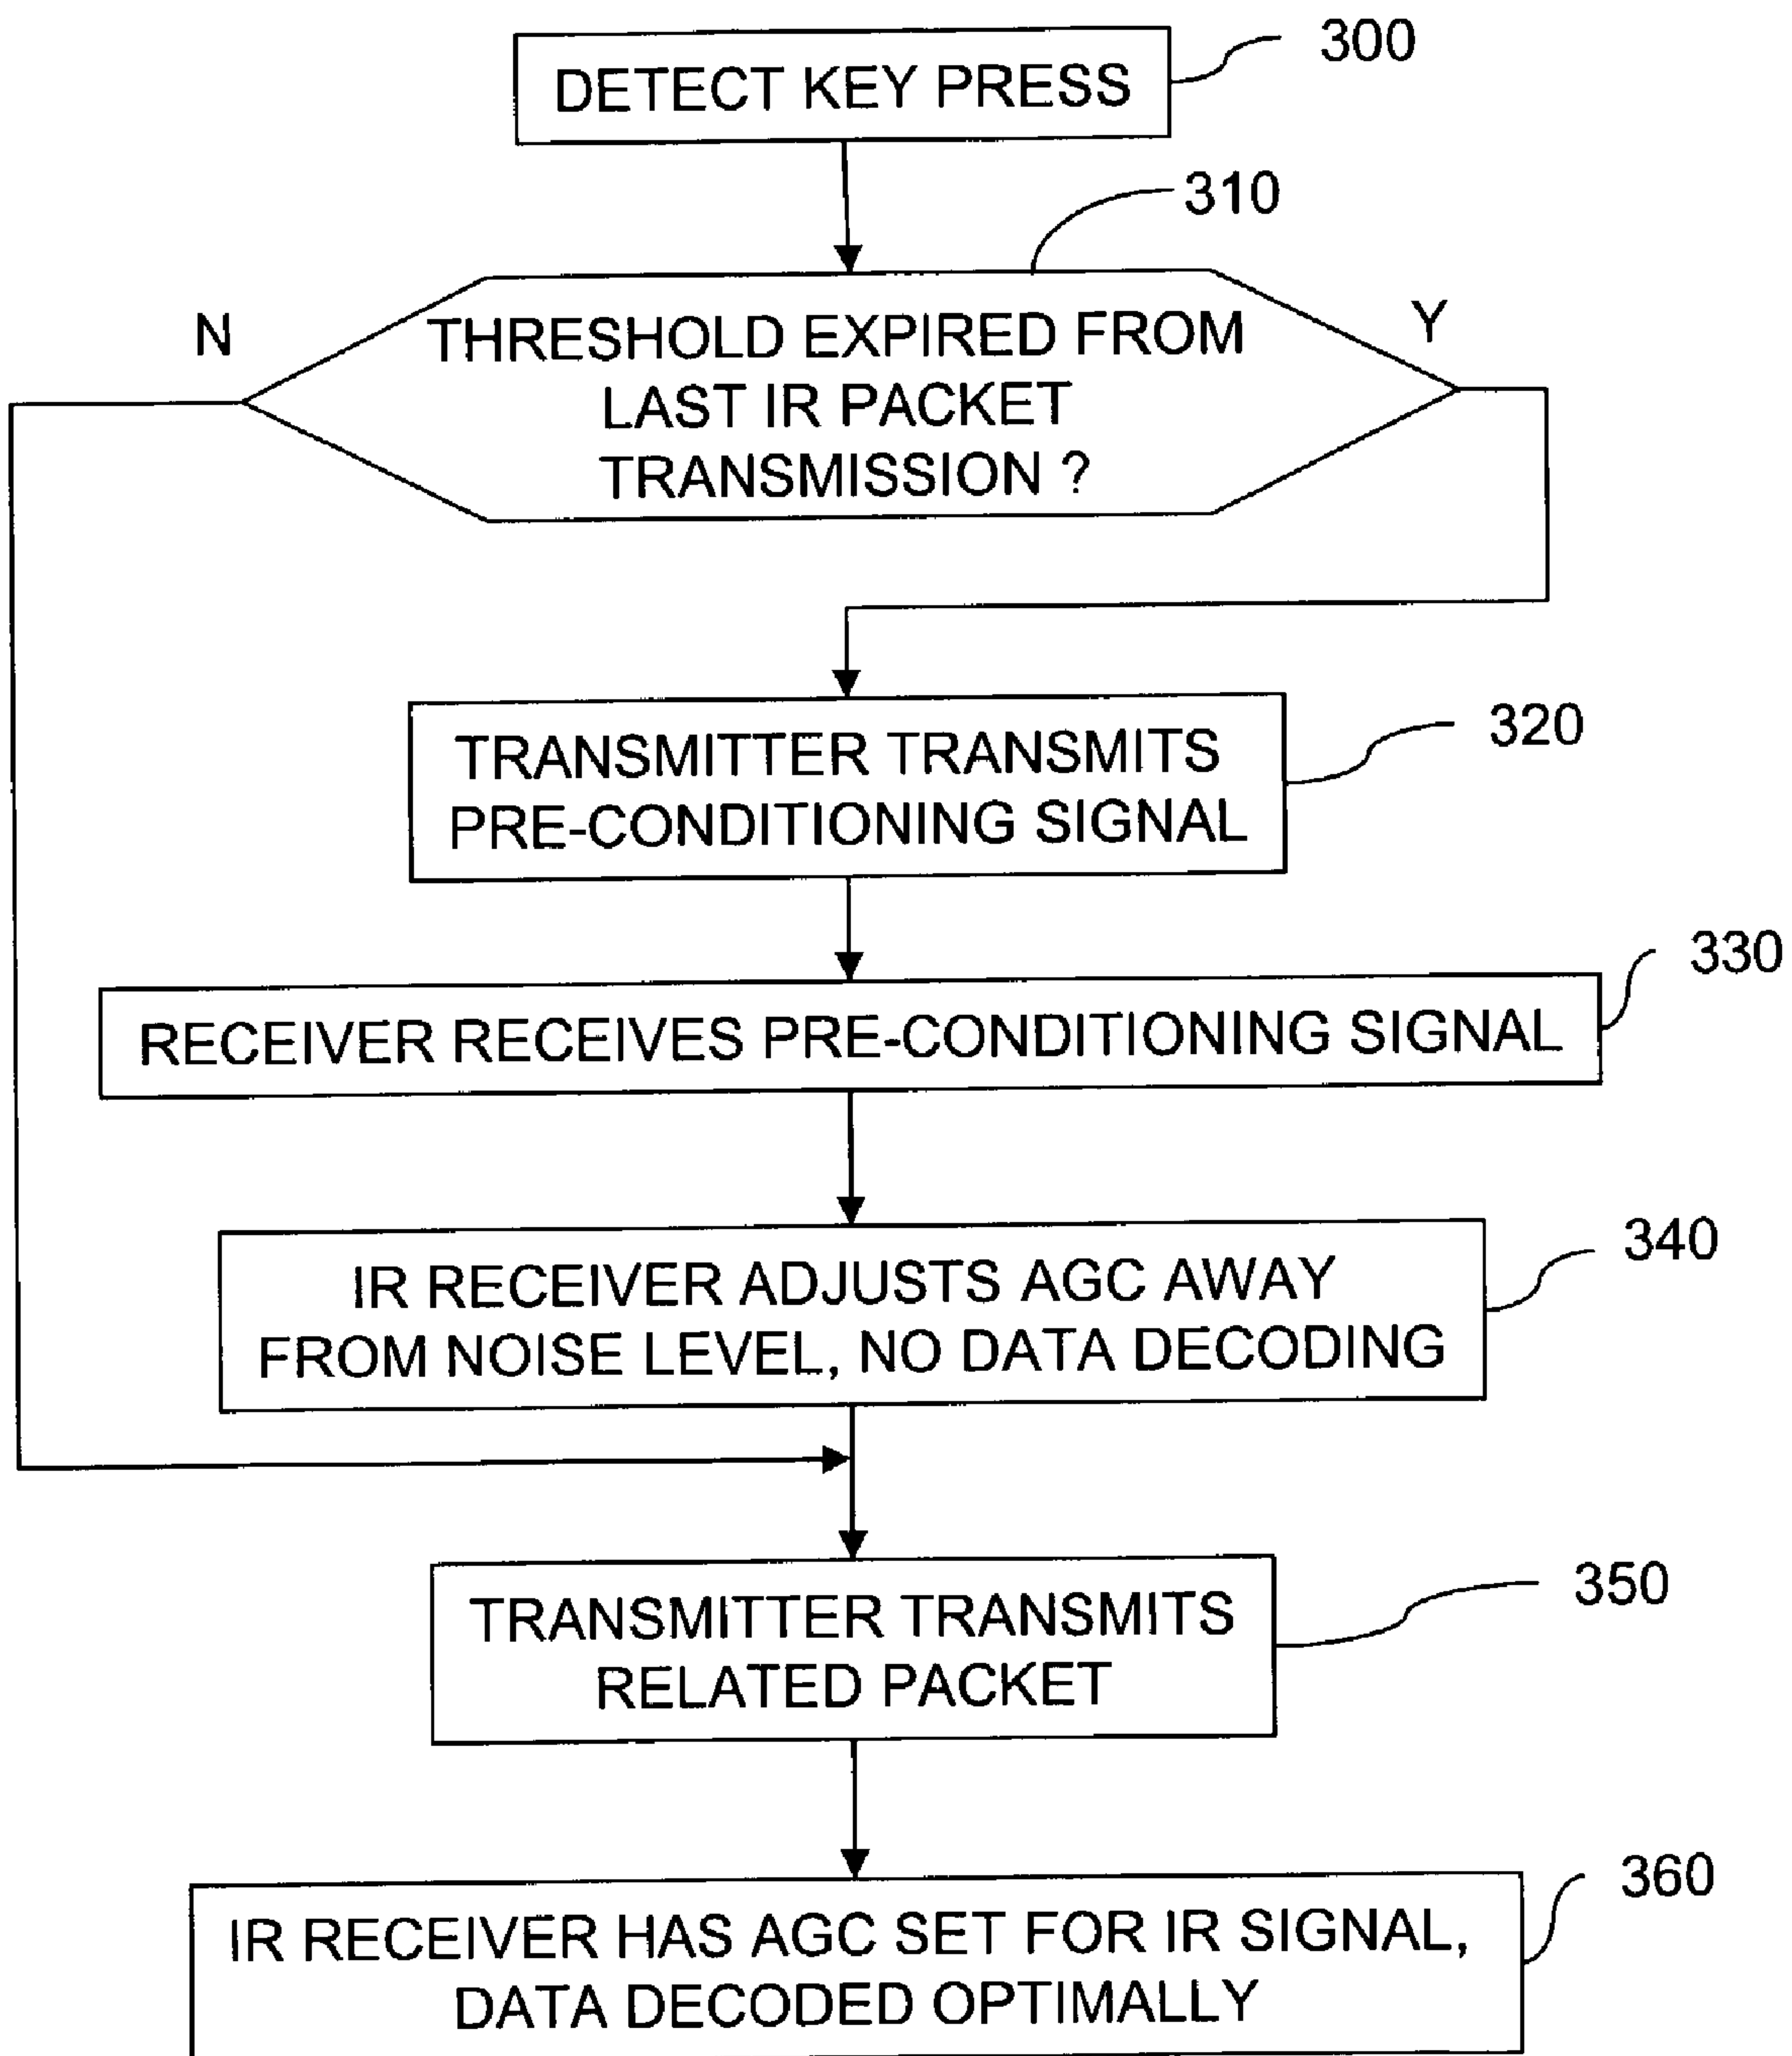 DETECT KEY PRESS
300
310
N
Y
THRESHOLD EXPIRED FROM
LAST IR PACKET
TRANSMISSION ?
TRANSMITTER TRANSMITS
PRE-CONDITIONING SIGNAL
320
RECEIVER RECEIVES PRE-CONDITIONING SIGNAL
330
IR RECEIVER ADJUSTS AGC AWAY
FROM NOISE LEVEL, NO DATA DECODING
340
TRANSMITTER TRANSMITS
RELATED PACKET
350
IR RECEIVER HAS AGC SET FOR IR SIGNAL,
DATA DECODED OPTIMALLY
360